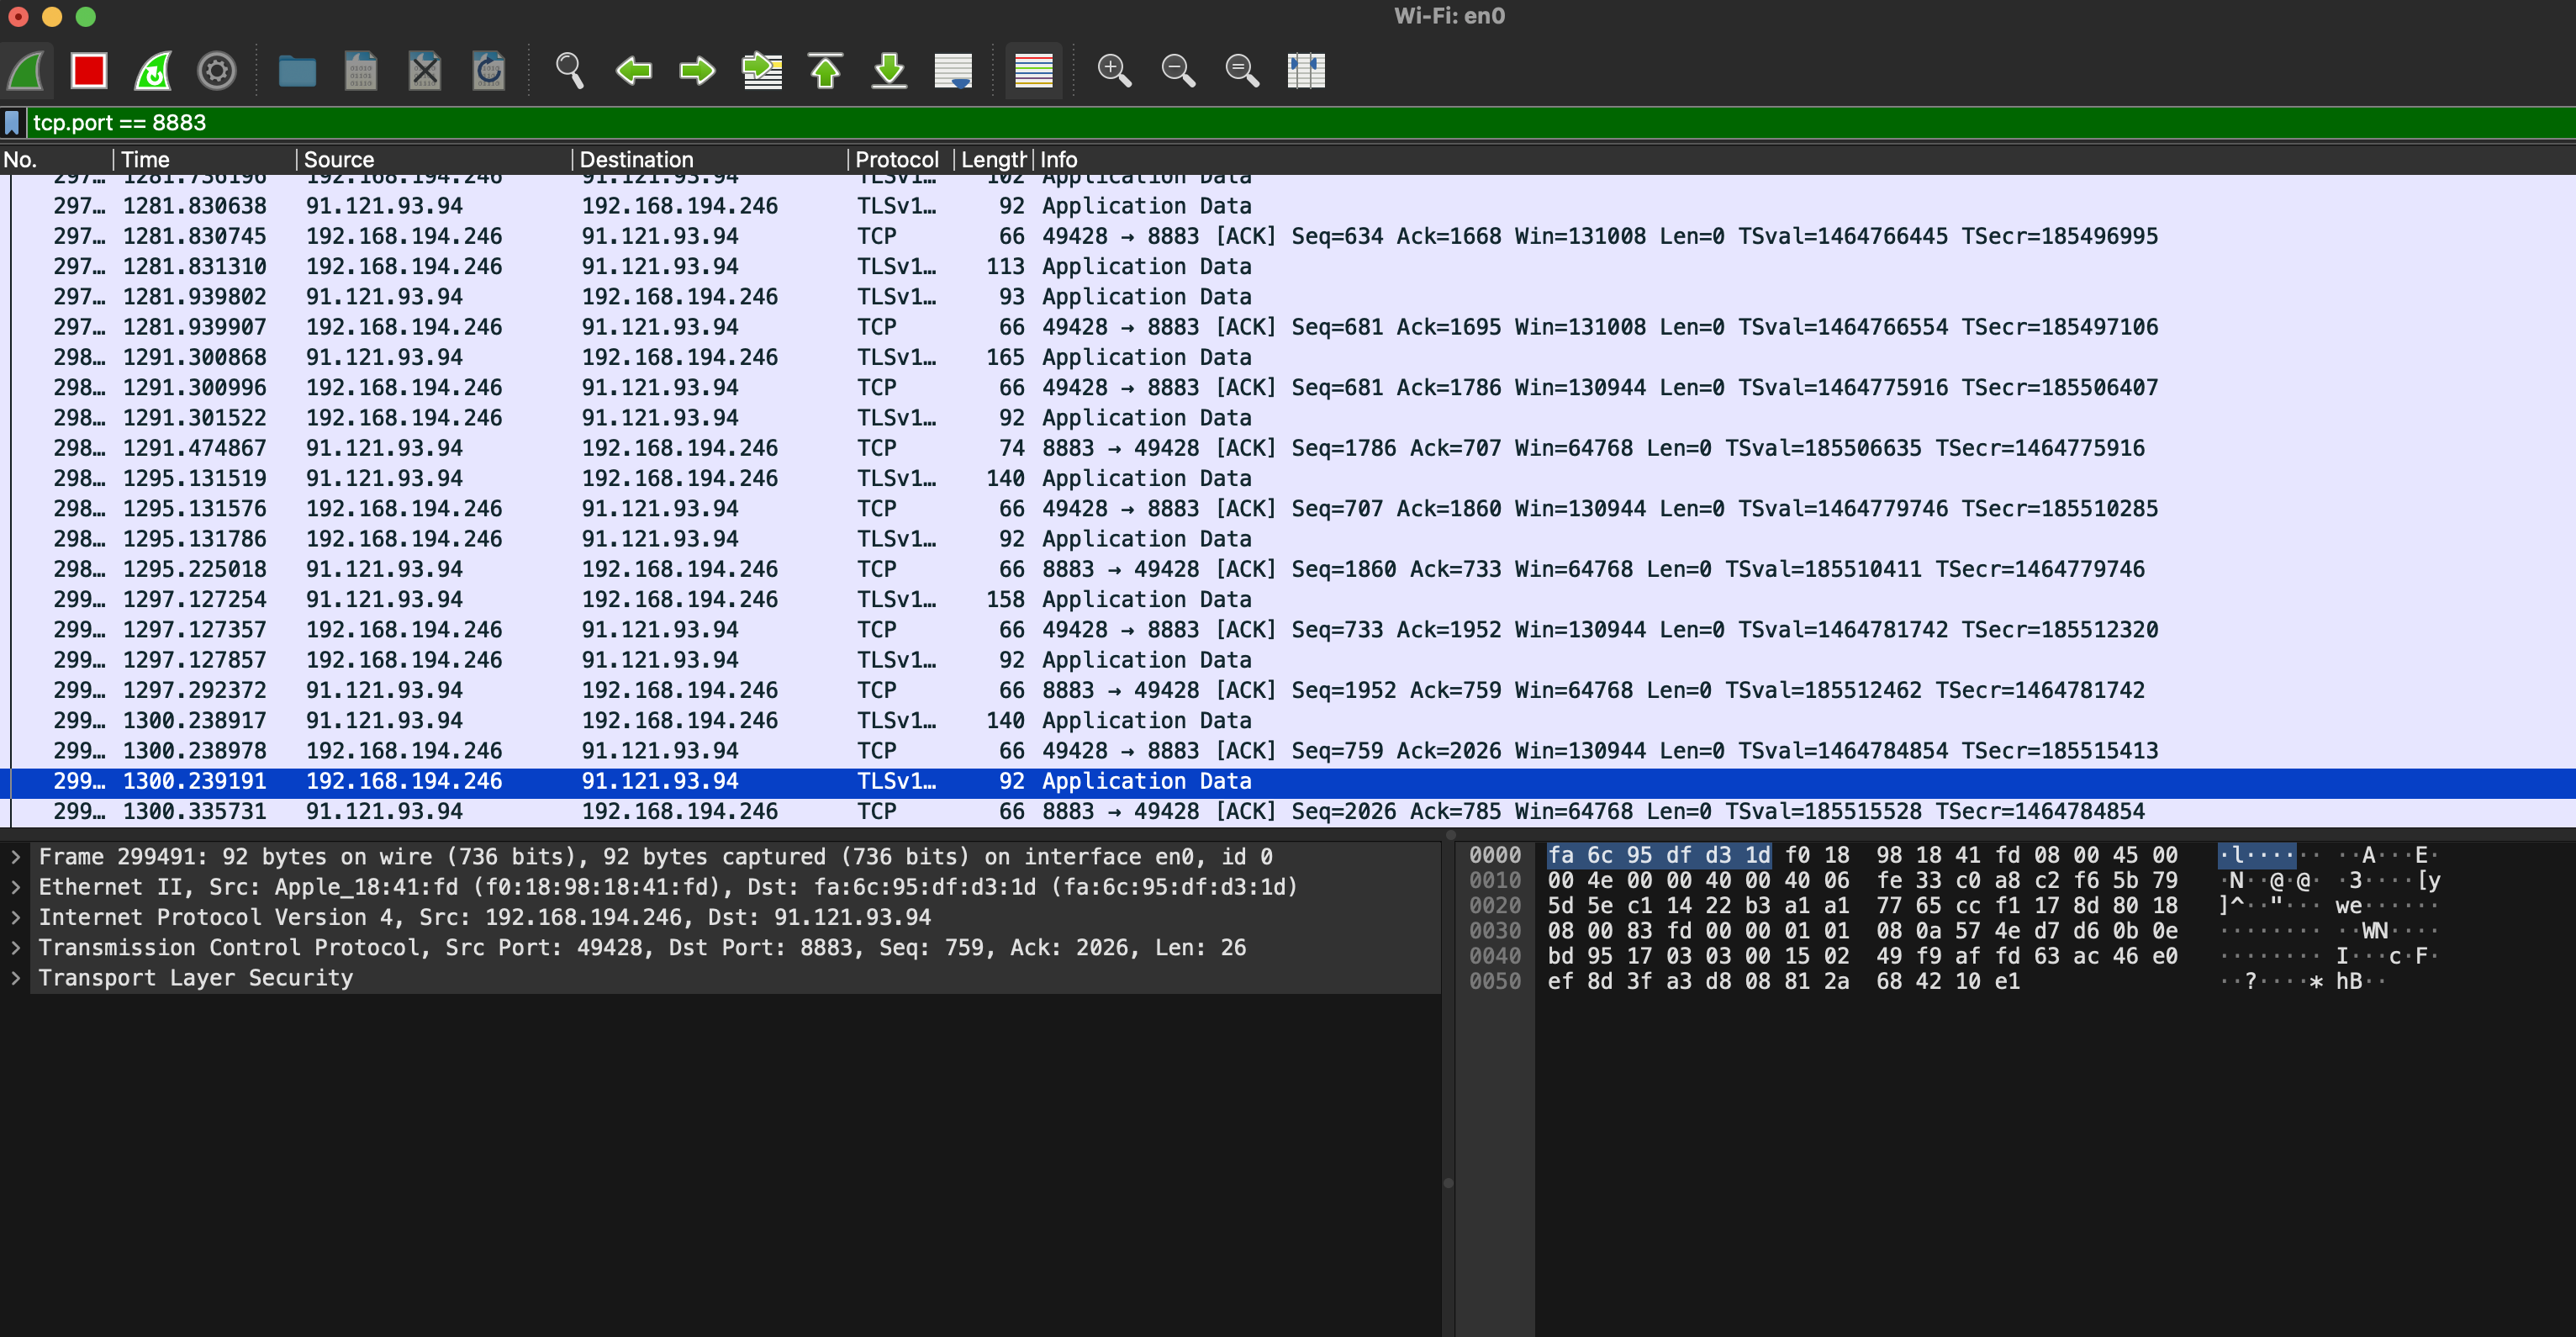 Wi-Fi: en0
tcp.port == 8883
No. Time Source Destination Protocol Length Info
297… 1281.736196 192.168.194.246 91.121.93.94 TLSv1… 102 Application Data
297… 1281.830638 91.121.93.94 192.168.194.246 TLSv1… 92 Application Data
297… 1281.830745 192.168.194.246 91.121.93.94 TCP 66 49428 → 8883 [ACK] Seq=634 Ack=1668 Win=131008 Len=0 TSval=1464766445 TSecr=185496995
297… 1281.831310 192.168.194.246 91.121.93.94 TLSv1… 113 Application Data
297… 1281.939802 91.121.93.94 192.168.194.246 TLSv1… 93 Application Data
297… 1281.939907 192.168.194.246 91.121.93.94 TCP 66 49428 → 8883 [ACK] Seq=681 Ack=1695 Win=131008 Len=0 TSval=1464766554 TSecr=185497106
298… 1291.300868 91.121.93.94 192.168.194.246 TLSv1… 165 Application Data
298… 1291.300996 192.168.194.246 91.121.93.94 TCP 66 49428 → 8883 [ACK] Seq=681 Ack=1786 Win=130944 Len=0 TSval=1464775916 TSecr=185506407
298… 1291.301522 192.168.194.246 91.121.93.94 TLSv1… 92 Application Data
298… 1291.474867 91.121.93.94 192.168.194.246 TCP 74 8883 → 49428 [ACK] Seq=1786 Ack=707 Win=64768 Len=0 TSval=185506635 TSecr=1464775916
298… 1295.131519 91.121.93.94 192.168.194.246 TLSv1… 140 Application Data
298… 1295.131576 192.168.194.246 91.121.93.94 TCP 66 49428 → 8883 [ACK] Seq=707 Ack=1860 Win=130944 Len=0 TSval=1464779746 TSecr=185510285
298… 1295.131786 192.168.194.246 91.121.93.94 TLSv1… 92 Application Data
298… 1295.225018 91.121.93.94 192.168.194.246 TCP 66 8883 → 49428 [ACK] Seq=1860 Ack=733 Win=64768 Len=0 TSval=185510411 TSecr=1464779746
299… 1297.127254 91.121.93.94 192.168.194.246 TLSv1… 158 Application Data
299… 1297.127357 192.168.194.246 91.121.93.94 TCP 66 49428 → 8883 [ACK] Seq=733 Ack=1952 Win=130944 Len=0 TSval=1464781742 TSecr=185512320
299… 1297.127857 192.168.194.246 91.121.93.94 TLSv1… 92 Application Data
299… 1297.292372 91.121.93.94 192.168.194.246 TCP 66 8883 → 49428 [ACK] Seq=1952 Ack=759 Win=64768 Len=0 TSval=185512462 TSecr=1464781742
299… 1300.238917 91.121.93.94 192.168.194.246 TLSv1… 140 Application Data
299… 1300.238978 192.168.194.246 91.121.93.94 TCP 66 49428 → 8883 [ACK] Seq=759 Ack=2026 Win=130944 Len=0 TSval=1464784854 TSecr=185515413
299… 1300.239191 192.168.194.246 91.121.93.94 TLSv1… 92 Application Data
299… 1300.335731 91.121.93.94 192.168.194.246 TCP 66 8883 → 49428 [ACK] Seq=2026 Ack=785 Win=64768 Len=0 TSval=185515528 TSecr=1464784854
Frame 299491: 92 bytes on wire (736 bits), 92 bytes captured (736 bits) on interface en0, id 0
Ethernet II, Src: Apple_18:41:fd (f0:18:98:18:41:fd), Dst: fa:6c:95:df:d3:1d (fa:6c:95:df:d3:1d)
Internet Protocol Version 4, Src: 192.168.194.246, Dst: 91.121.93.94
Transmission Control Protocol, Src Port: 49428, Dst Port: 8883, Seq: 759, Ack: 2026, Len: 26
Transport Layer Security
0000 fa 6c 95 df d3 1d f0 18 98 18 41 fd 08 00 45 00 ·l······ ··A···E·
0010 00 4e 00 00 40 00 40 06 fe 33 c0 a8 c2 f6 5b 79 ·N··@·@· ·3····[y
0020 5d 5e c1 14 22 b3 a1 a1 77 65 cc f1 17 8d 80 18 ]^··"··· we······
0030 08 00 83 fd 00 00 01 01 08 0a 57 4e d7 d6 0b 0e ········ ··WN····
0040 bd 95 17 03 03 00 15 02 49 f9 af fd 63 ac 46 e0 ········ I···c·F·
0050 ef 8d 3f a3 d8 08 81 2a 68 42 10 e1 ··?····* hB··